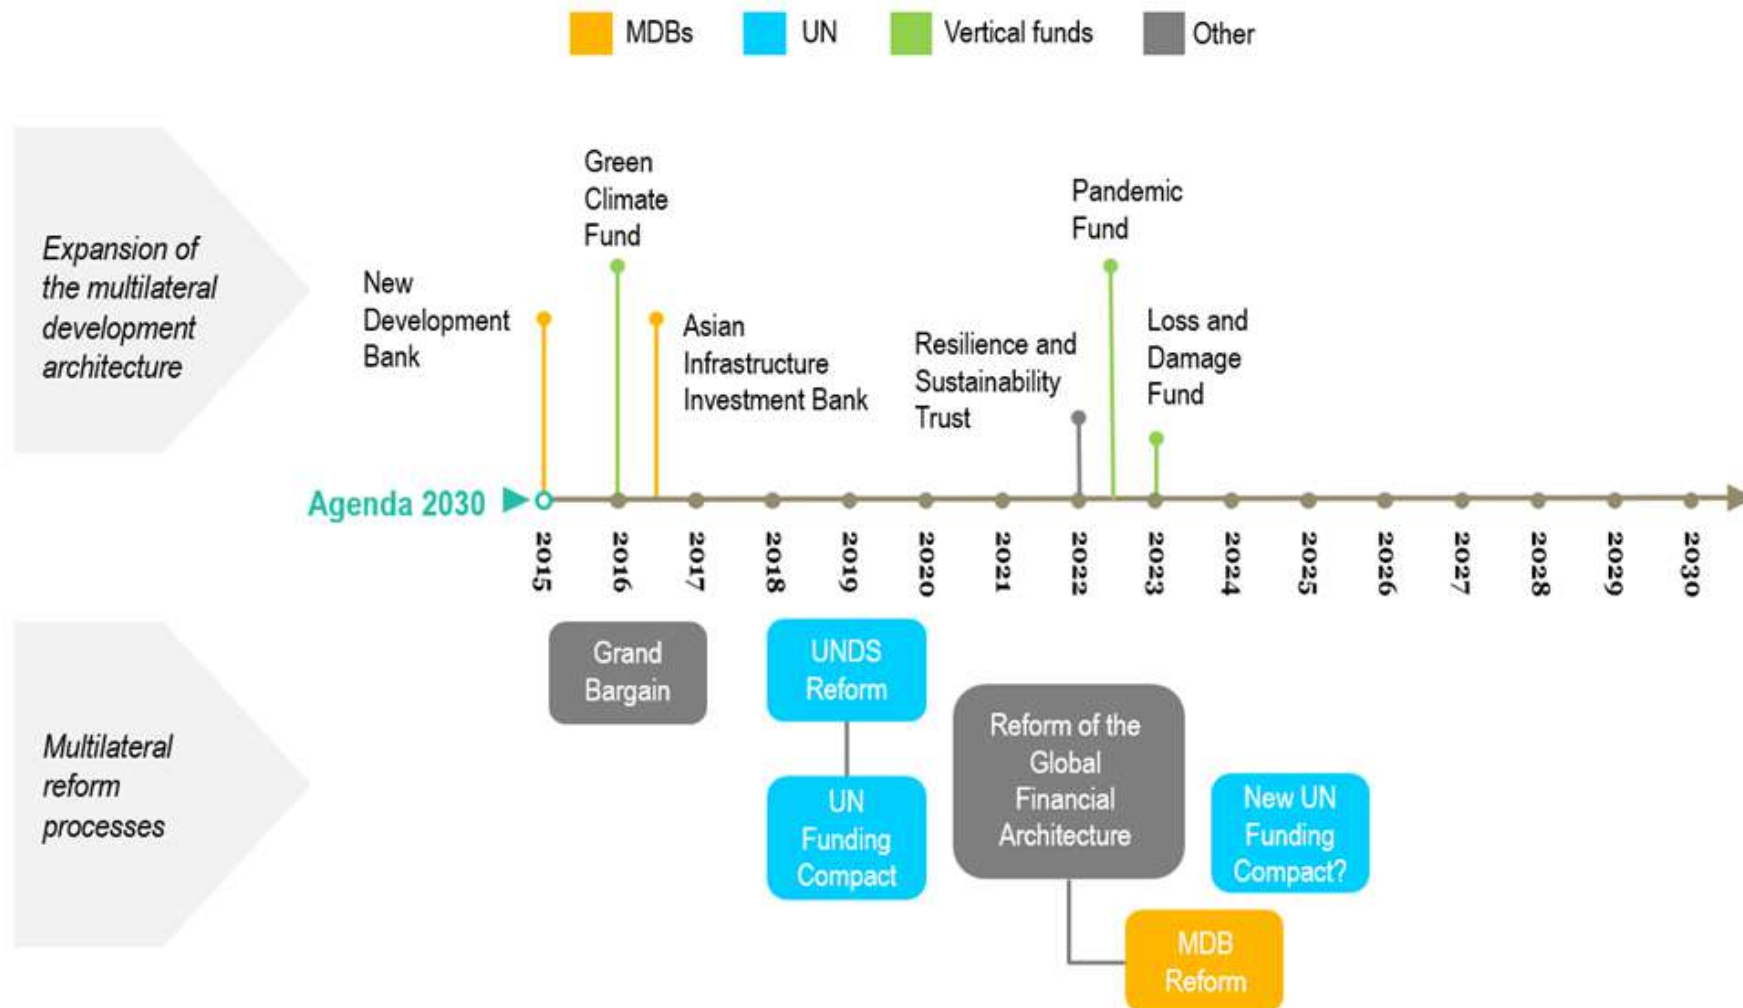 MDBs
UN
Vertical funds
Other
Expansion of
the multilateral
development
architecture
New
Development
Bank
Green
Climate
Fund
Asian
Infrastructure
Investment Bank
Resilience and
Sustainability
Trust
Pandemic
Fund
Loss and
Damage
Fund
Agenda 2030
2015
2016
2017
2018
2019
2020
2021
2022
2023
2024
2025
2026
2027
2028
2029
2030
Multilateral
reform
processes
Grand
Bargain
UNDS
Reform
UN
Funding
Compact
Reform of the
Global
Financial
Architecture
New UN
Funding
Compact?
MDB
Reform